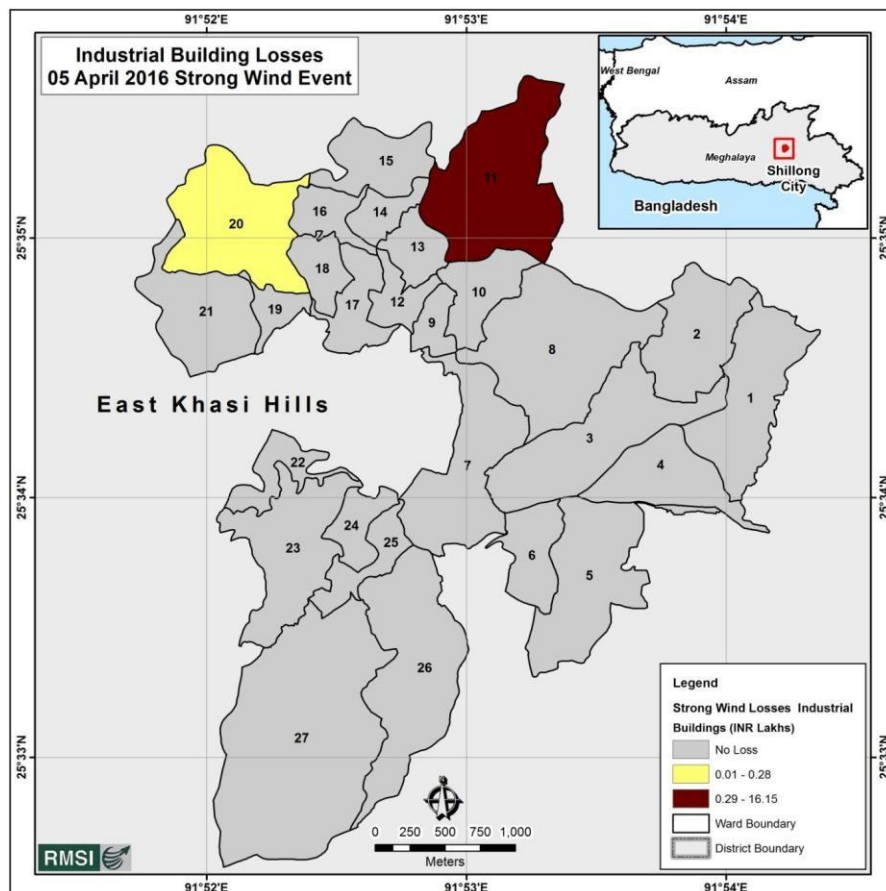 91°52'E 91°53'E 91°54'E
Industrial Building Losses
05 April 2016 Strong Wind Event
West Bengal
Assam
Meghalaya
Shillong
City
Bangladesh
25°35'N
25°35'N
15
11
20
16
14
13
18
10
21
19
17
12
9
2
8
1
East Khasi Hills
3
22
7
4
25°34'N
25°34'N
24
23
25
6
5
26
27
25°33'N
25°33'N
Legend
Strong Wind Losses Industrial
Buildings (INR Lakhs)
No Loss
0.01 - 0.28
0.29 - 16.15
Ward Boundary
District Boundary
0 250 500 750 1,000
Meters
RMSI
91°52'E 91°53'E 91°54'E